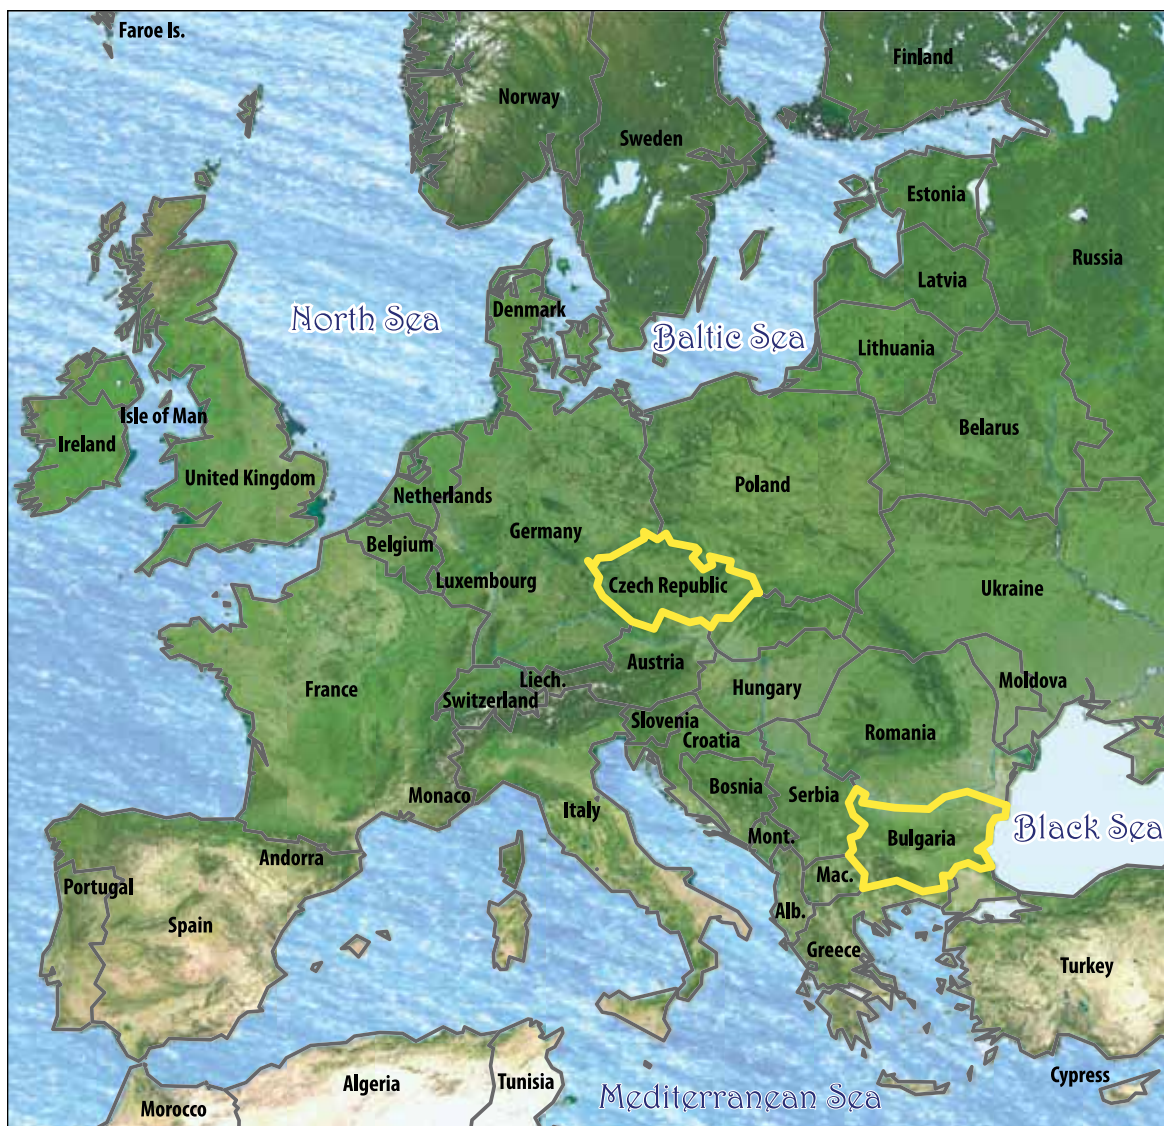 Faroe Is.
Finland
Norway
Sweden
Estonia
Russia
Latvia
Denmark
North Sea
Baltic Sea
Lithuania
Isle of Man
Ireland
Belarus
United Kingdom
Poland
Netherlands
Germany
Belgium
Luxembourg
Czech Republic
Ukraine
Austria
Liech.
Moldova
France
Hungary
Switzerland
Slovenia
Romania
Croatia
Bosnia
Serbia
Monaco
Italy
Black Sea
Mont.
Bulgaria
Andorra
Mac.
Portugal
Alb.
Spain
Greece
Turkey
Cypress
Algeria
Tunisia
Mediterranean Sea
Morocco